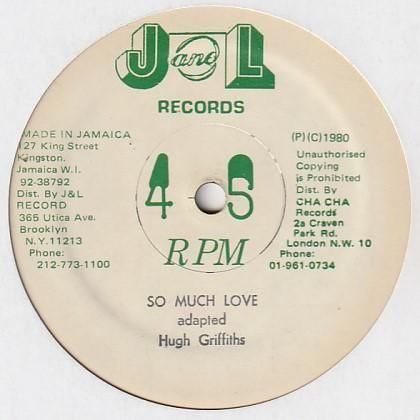 J and L
RECORDS
MADE IN JAMAICA
127 King Street
Kingston.
Jamaica W.I.
92-38792
Dist. By J&L
RECORD
365 Utica Ave.
Brooklyn
N.Y.11213
Phone:
212-773-1100
(P)(C)1980
Unauthorised
Copying
is Prohibited
Dist. By
CHA CHA
Records
2a Craven
Park Rd.
London N.W. 10
Phone:
01-961-0734
45
RPM
SO MUCH LOVE
adapted
Hugh Griffiths